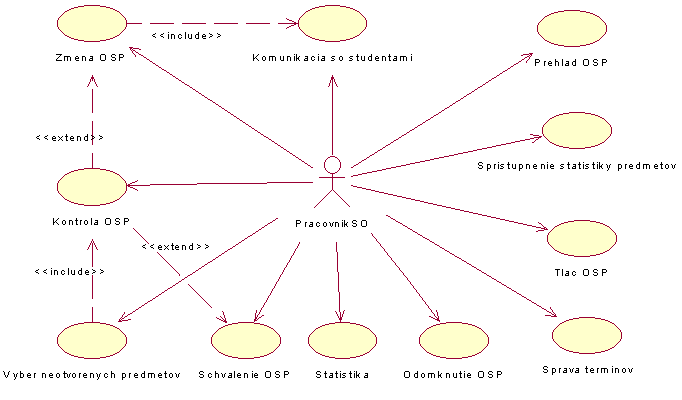 <<include>>
Zmena OSP
Komunikacia so studentami
Prehlad OSP
<<extend>>
Spristupnenie statistiky predmetov
Kontrola OSP
PracovnikSO
<<extend>>
<<include>>
Tlac OSP
Vyber neotvorenych predmetov
Schvalenie OSP
Statistika
Odomknutie OSP
Sprava terminov